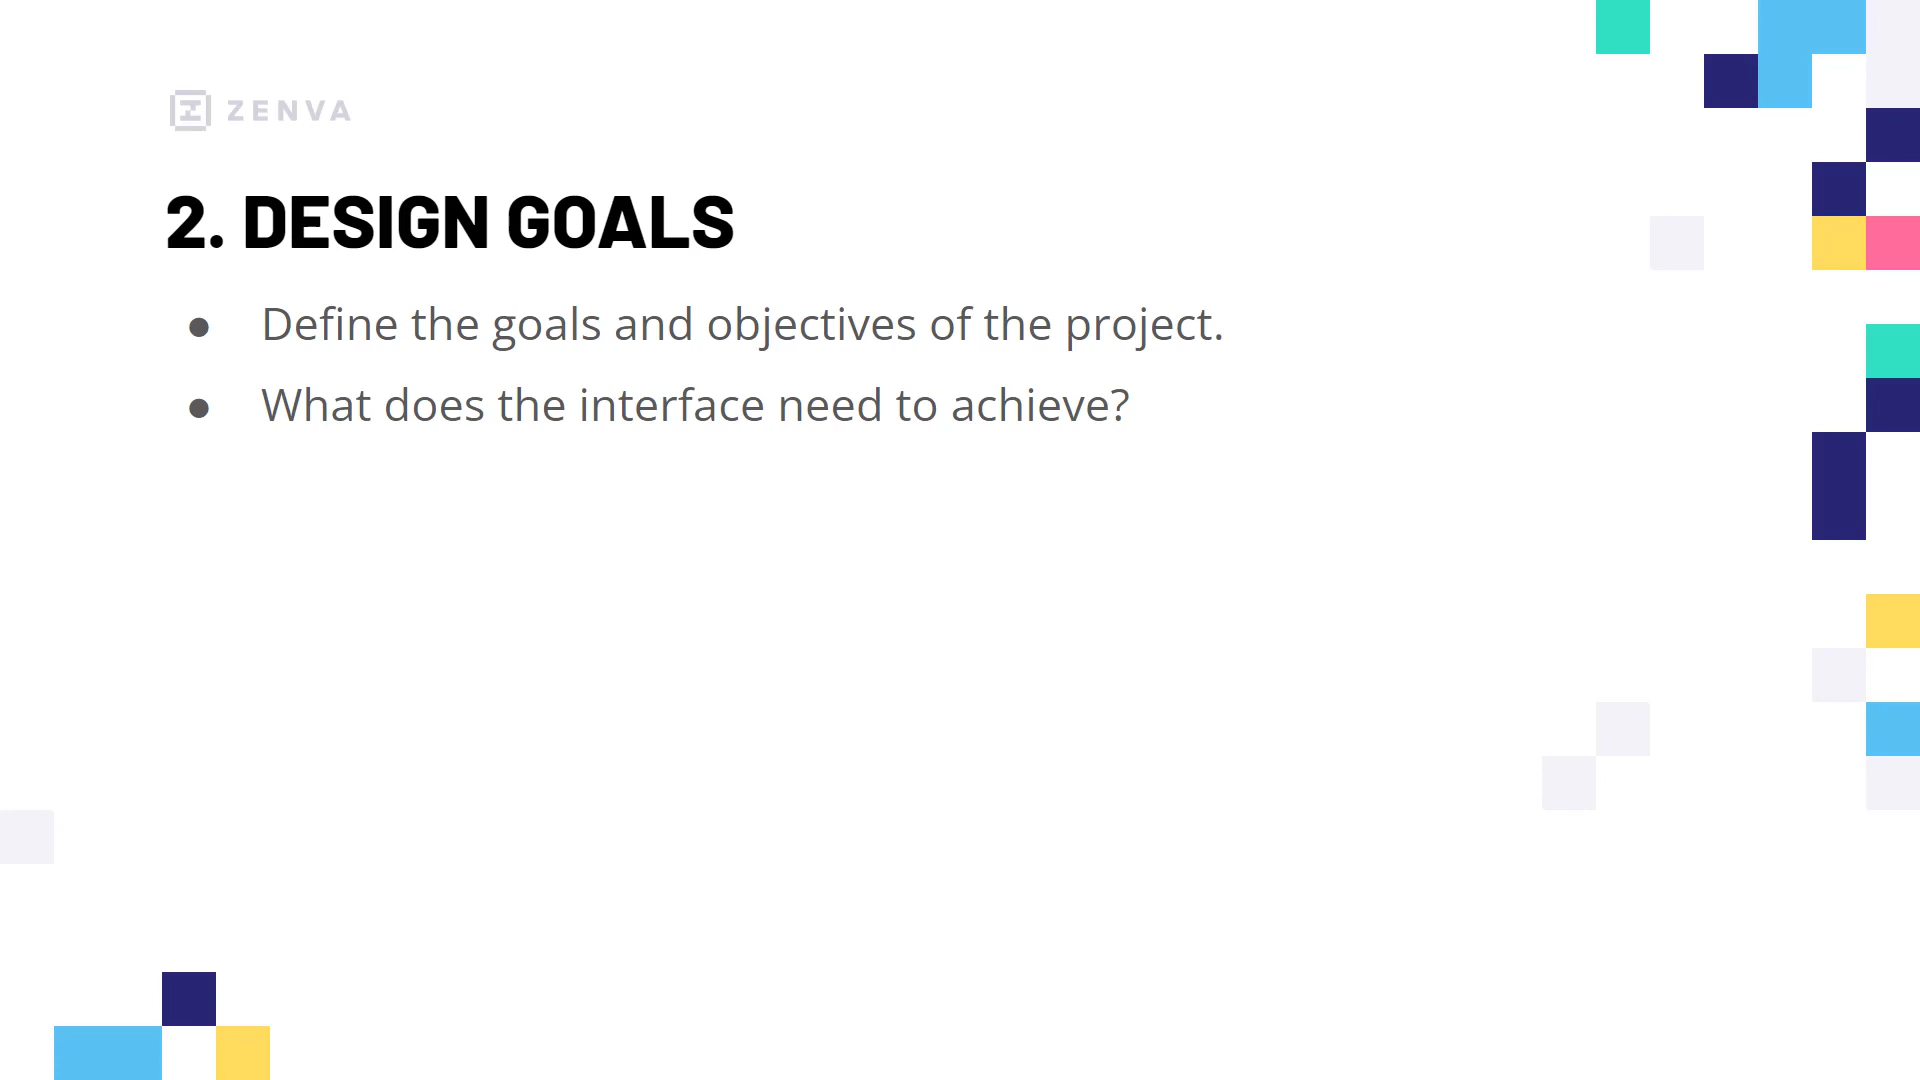 ZENVA
2. DESIGN GOALS
● Define the goals and objectives of the project.
● What does the interface need to achieve?